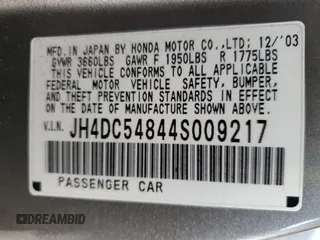 MFD. IN JAPAN BY HONDA MOTOR CO.,LTD; 12/'03
GVWR 3660LBS GAWR F 1950LBS R 1775LBS
THIS VEHICLE CONFORMS TO ALL APPLICABLE
FEDERAL MOTOR VEHICLE SAFETY, BUMPER,
AND THEFT PREVENTION STANDARDS IN EFFECT ON THE
DATE OF MANUFACTURE SHOWN ABOVE.
V.I.N. JH4DC54844S009217
PASSENGER CAR
DREAMBID